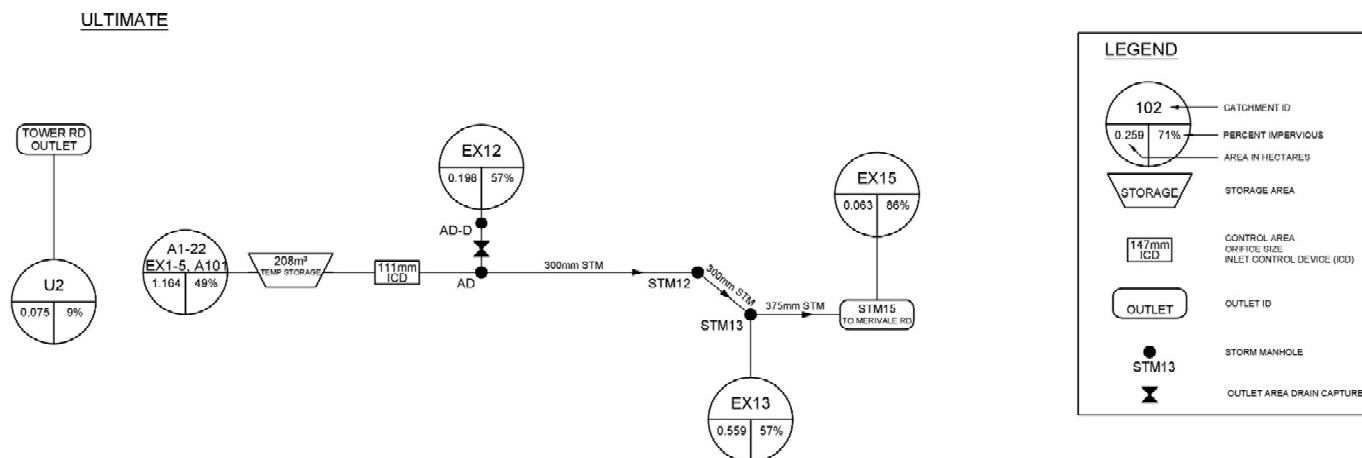 ULTIMATE
TOWER RD
OUTLET
U2
0.075 9%
A1-22
EX1-5, A101
1.164 49%
208m³
TEMP STORAGE
111mm
ICD
EX12
0.198 57%
AD-D
AD
300mm STM
STM12
300mm STM
STM13
375mm STM
EX15
0.063 86%
STM15
TO MERIVALE RD
EX13
0.559 57%
LEGEND
102
0.259 71%
CATCHMENT ID
PERCENT IMPERVIOUS
AREA IN HECTARES
STORAGE
STORAGE AREA
147mm
ICD
CONTROL AREA
ORIFICE SIZE
INLET CONTROL DEVICE (ICD)
OUTLET
OUTLET ID
STM13
STORM MANHOLE
OUTLET AREA DRAIN CAPTURE